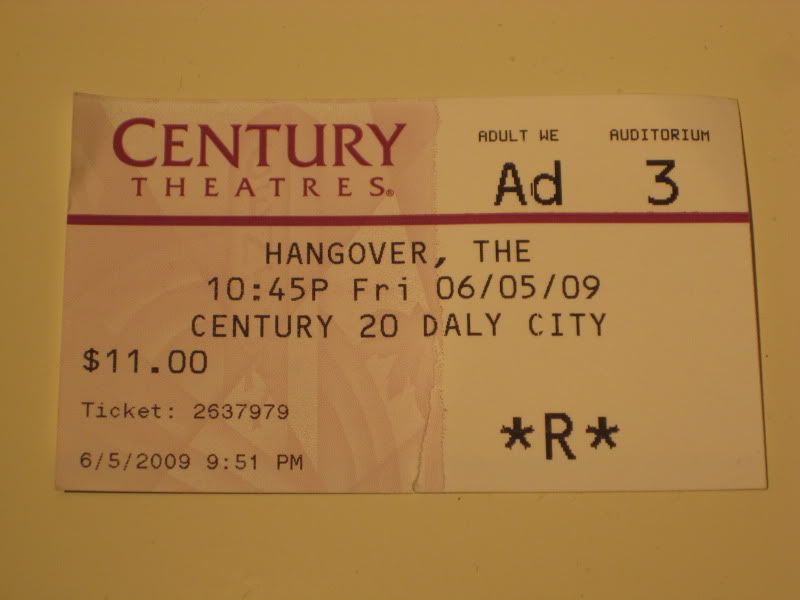 CENTURY
THEATRES®
ADULT WE
AUDITORIUM
Ad
3
HANGOVER, THE
10:45P Fri 06/05/09
CENTURY 20 DALY CITY
$11.00
Ticket: 2637979
*R*
6/5/2009 9:51 PM